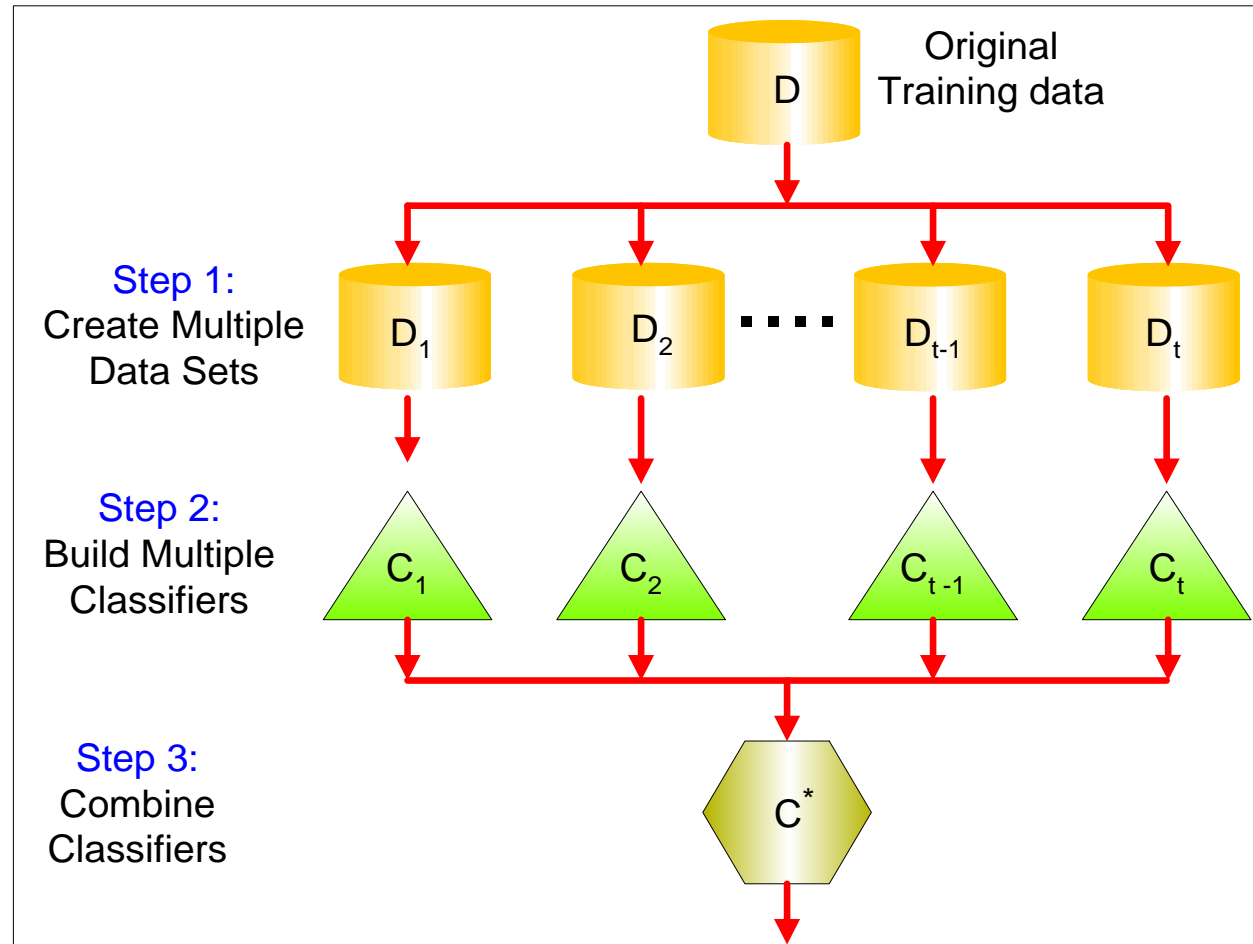 D
Original
Training data
Step 1:
Create Multiple
Data Sets
D1
D2
Dt-1
Dt
Step 2:
Build Multiple
Classifiers
C1
C2
Ct -1
Ct
Step 3:
Combine
Classifiers
C*